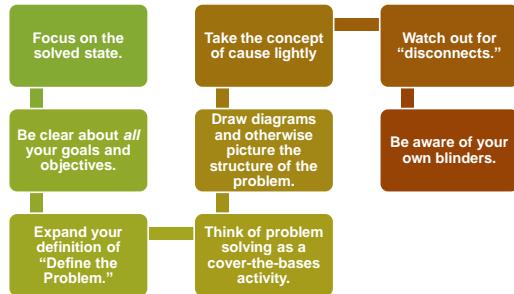 Focus on the
solved state.
Be clear about all
your goals and
objectives.
Expand your
definition of
“Define the
Problem.”
Think of problem
solving as a
cover-the-bases
activity.
Draw diagrams
and otherwise
picture the
structure of the
problem.
Take the concept
of cause lightly
Watch out for
“disconnects.”
Be aware of your
own blinders.